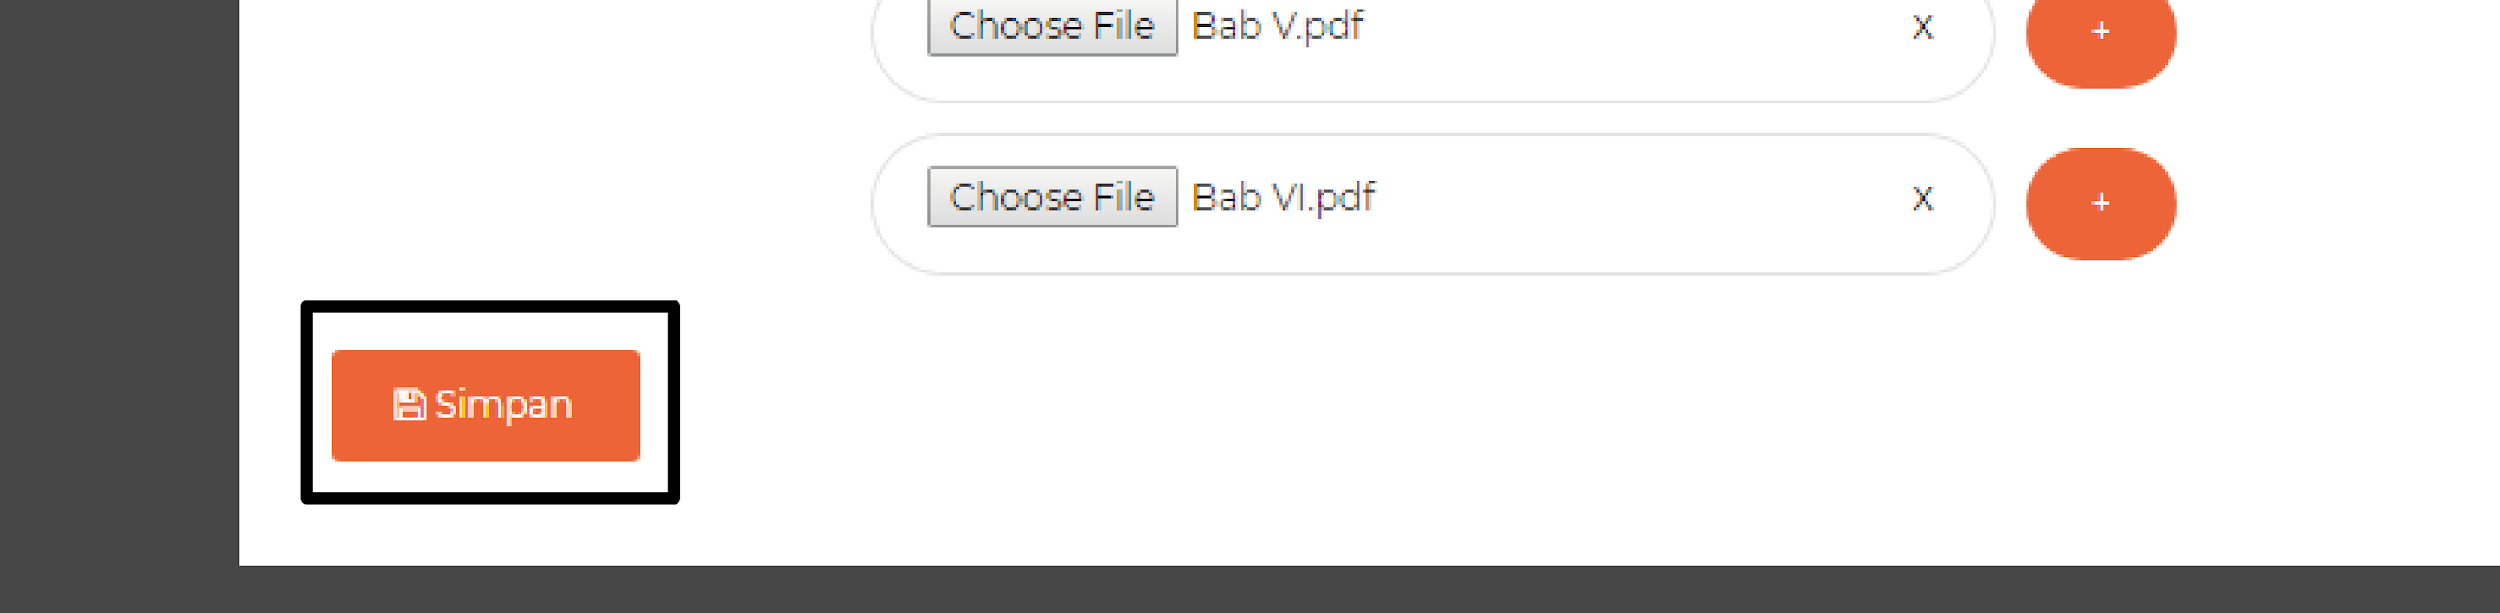 Choose File Bab V.pdf x +
Choose File Bab VI.pdf x +
Simpan